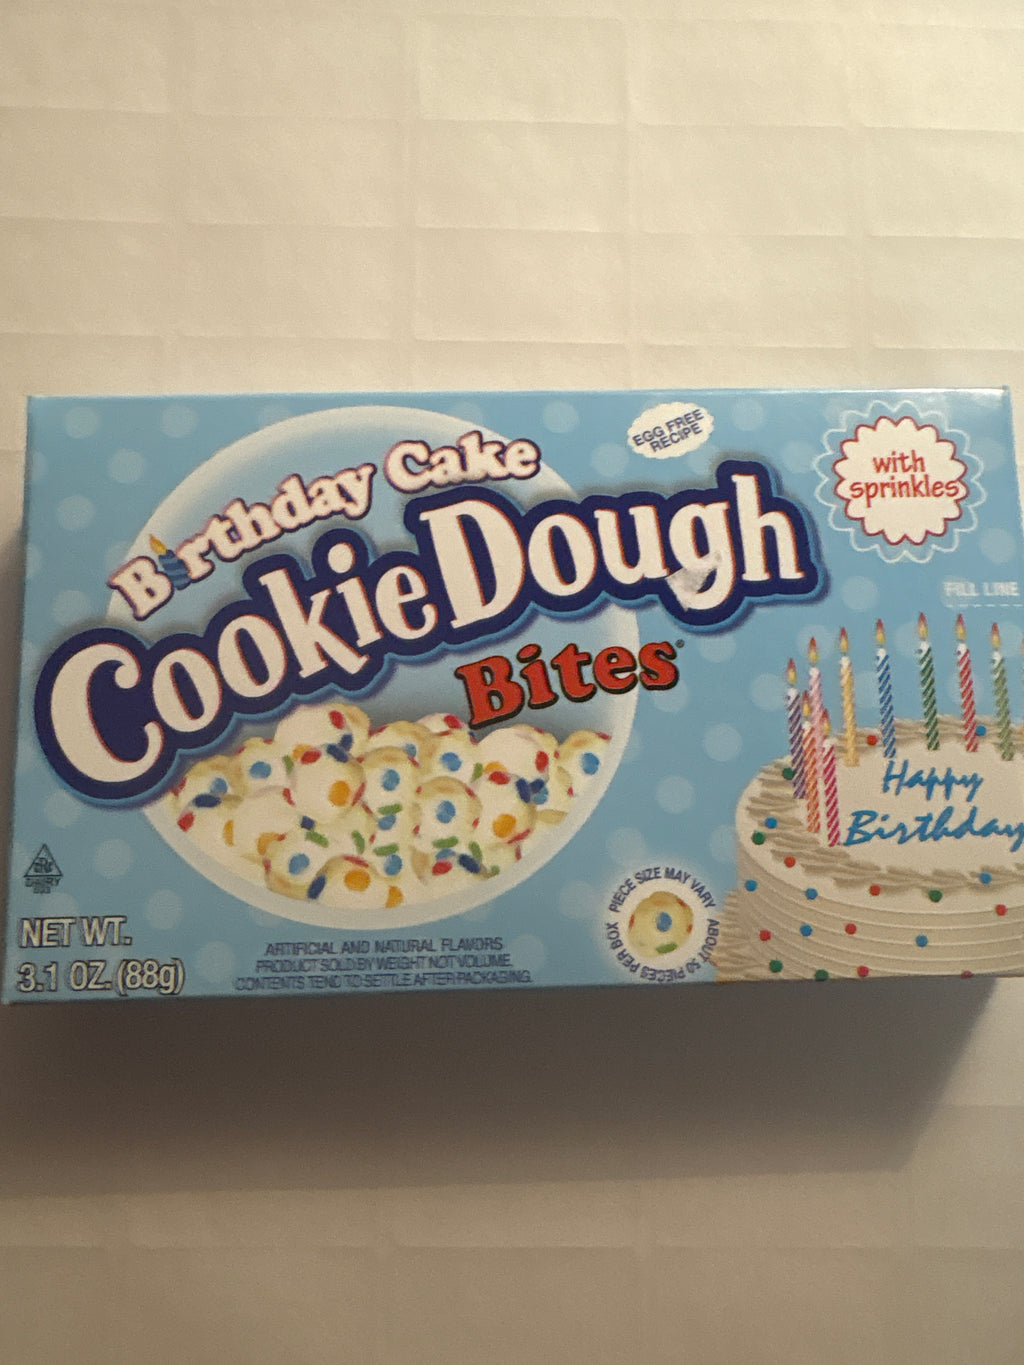 Birthday Cake
CookieDough
Bites®
EGG FREE
RECIPE
with
sprinkles
FILL LINE
Happy
Birthday
DAIRY
NET WT.
3.1 OZ. (88g)
ARTIFICIAL AND NATURAL FLAVORS
PRODUCT SOLD BY WEIGHT NOT VOLUME.
CONTENTS TEND TO SETTLE AFTER PACKAGING.
PIECE SIZE MAY VARY
ABOUT 50 PIECES PER BOX